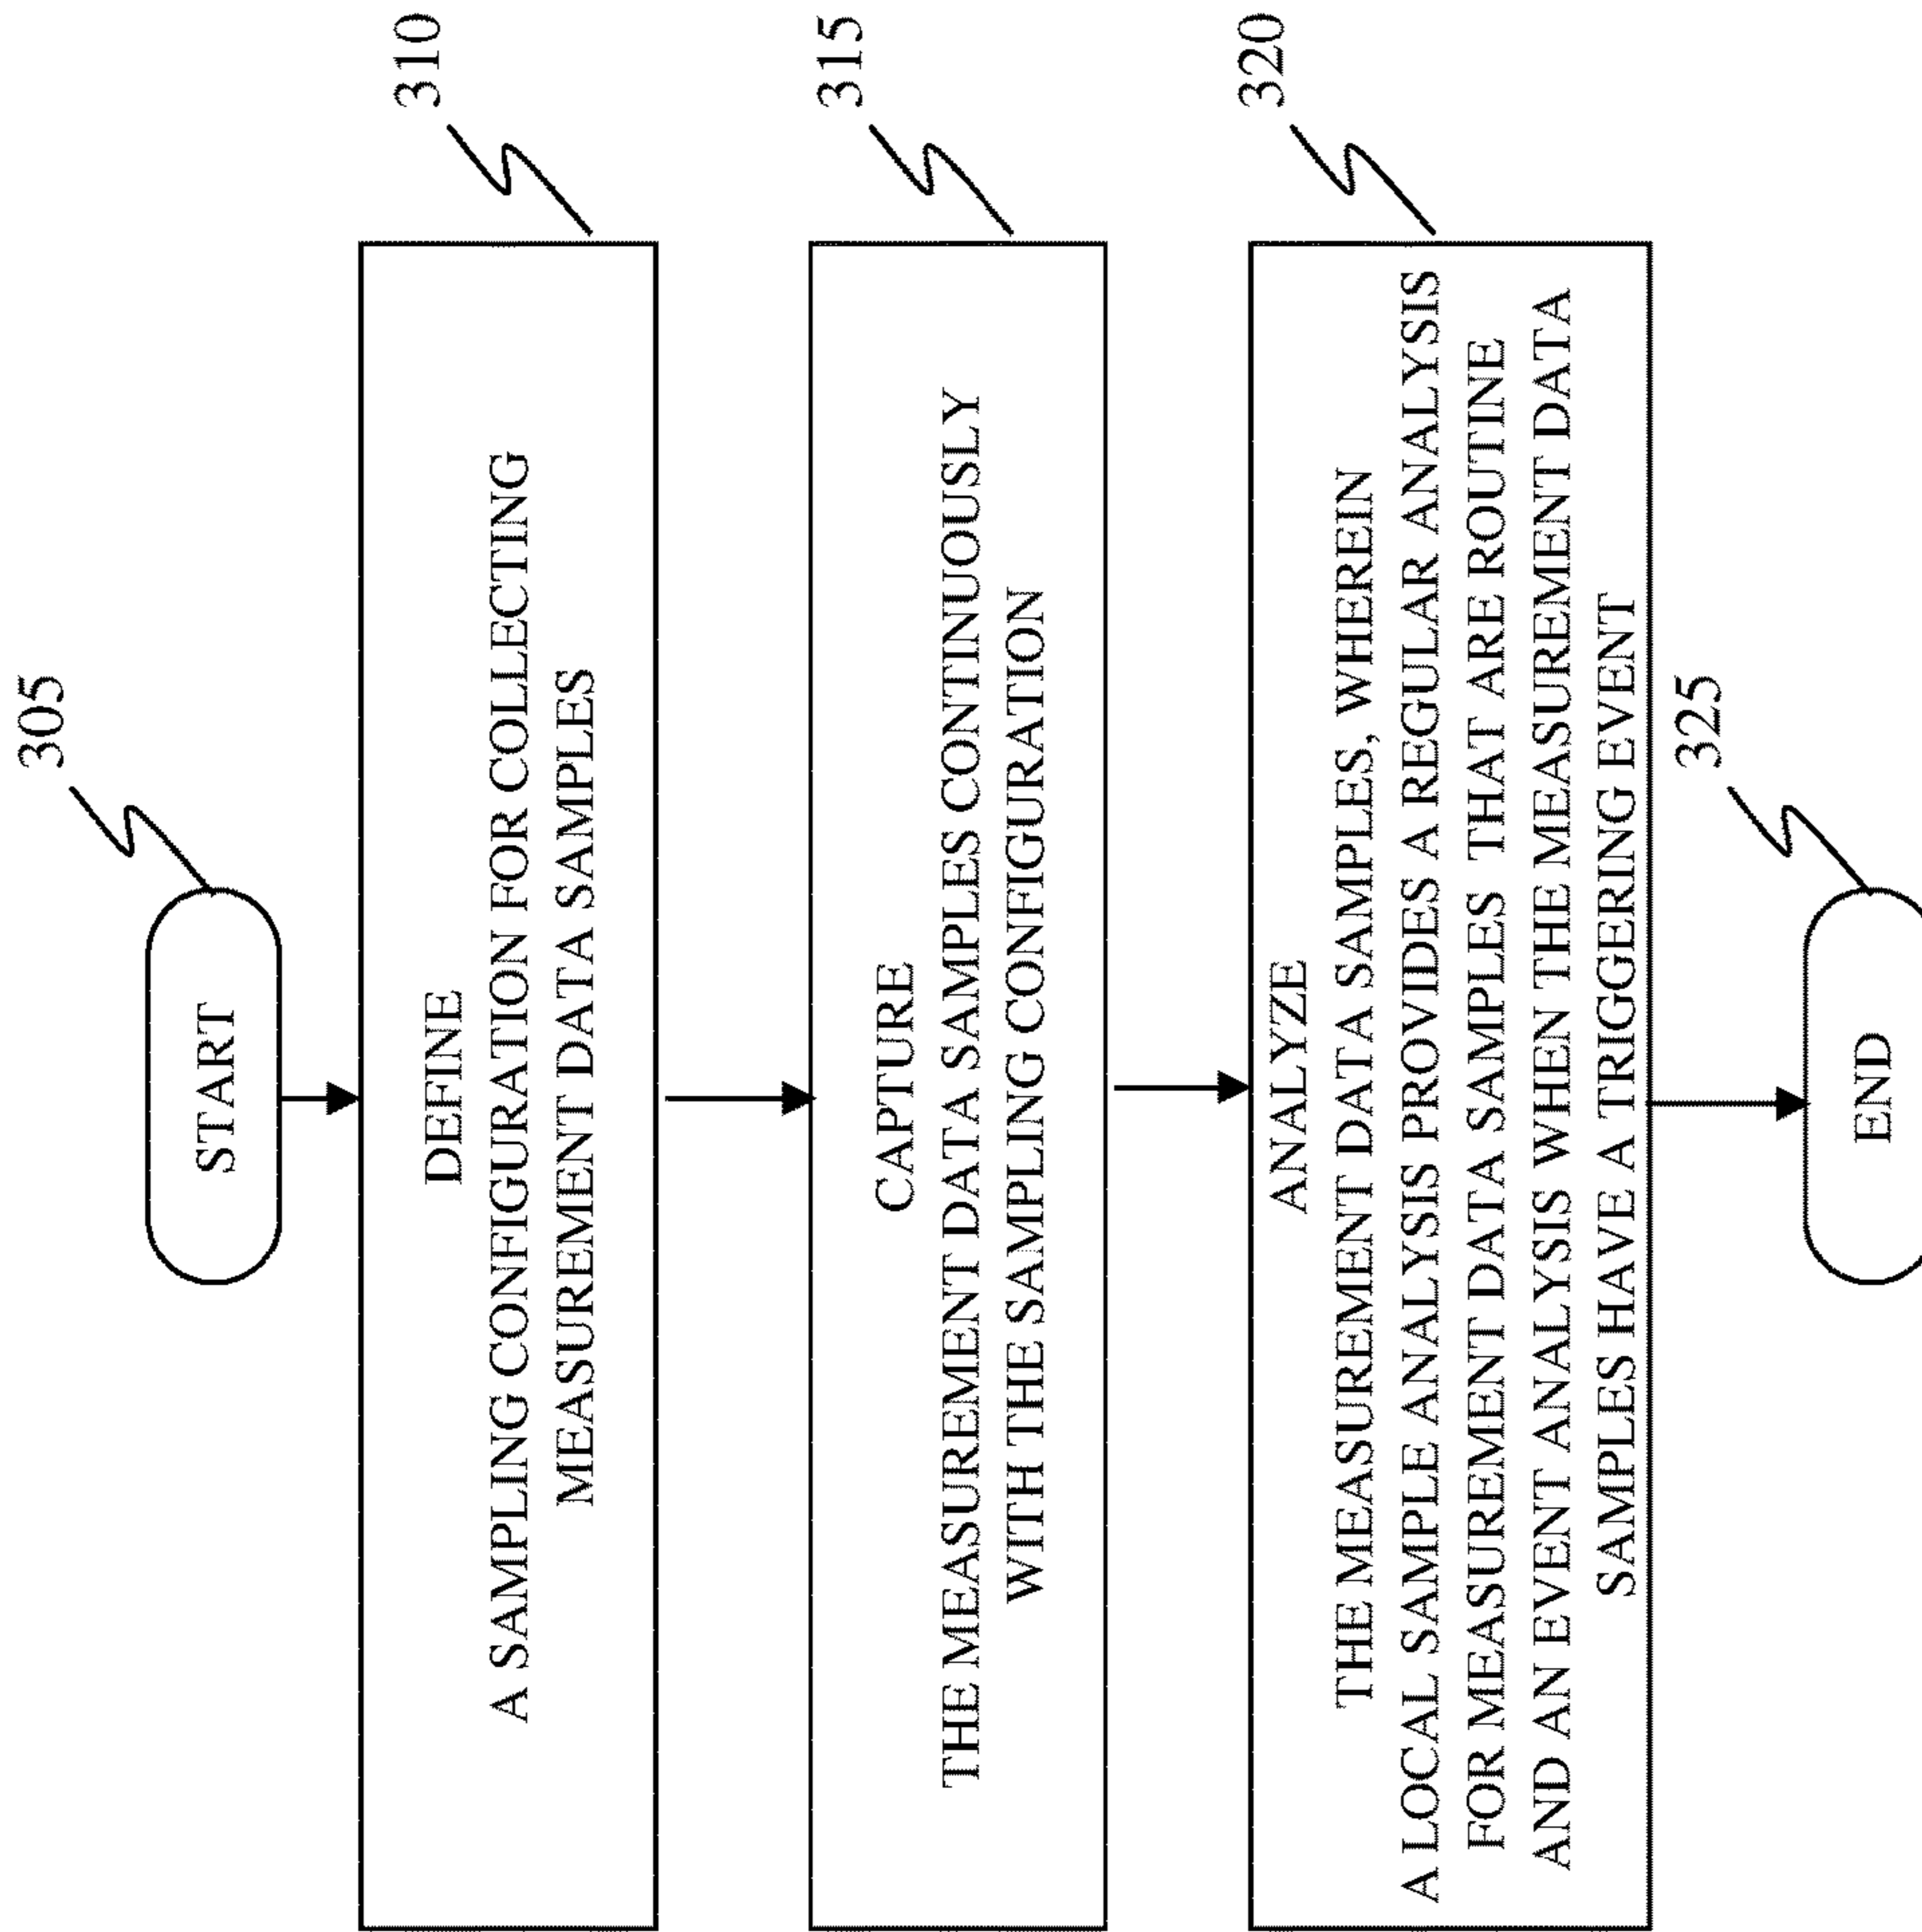 305
START
310
DEFINE
A SAMPLING CONFIGURATION FOR COLLECTING
MEASUREMENT DATA SAMPLES
315
CAPTURE
THE MEASUREMENT DATA SAMPLES CONTINUOUSLY
WITH THE SAMPLING CONFIGURATION
320
ANALYZE
THE MEASUREMENT DATA SAMPLES, WHEREIN
A LOCAL SAMPLE ANALYSIS PROVIDES A REGULAR ANALYSIS
FOR MEASUREMENT DATA SAMPLES THAT ARE ROUTINE
AND AN EVENT ANALYSIS WHEN THE MEASUREMENT DATA
SAMPLES HAVE A TRIGGERING EVENT
325
END